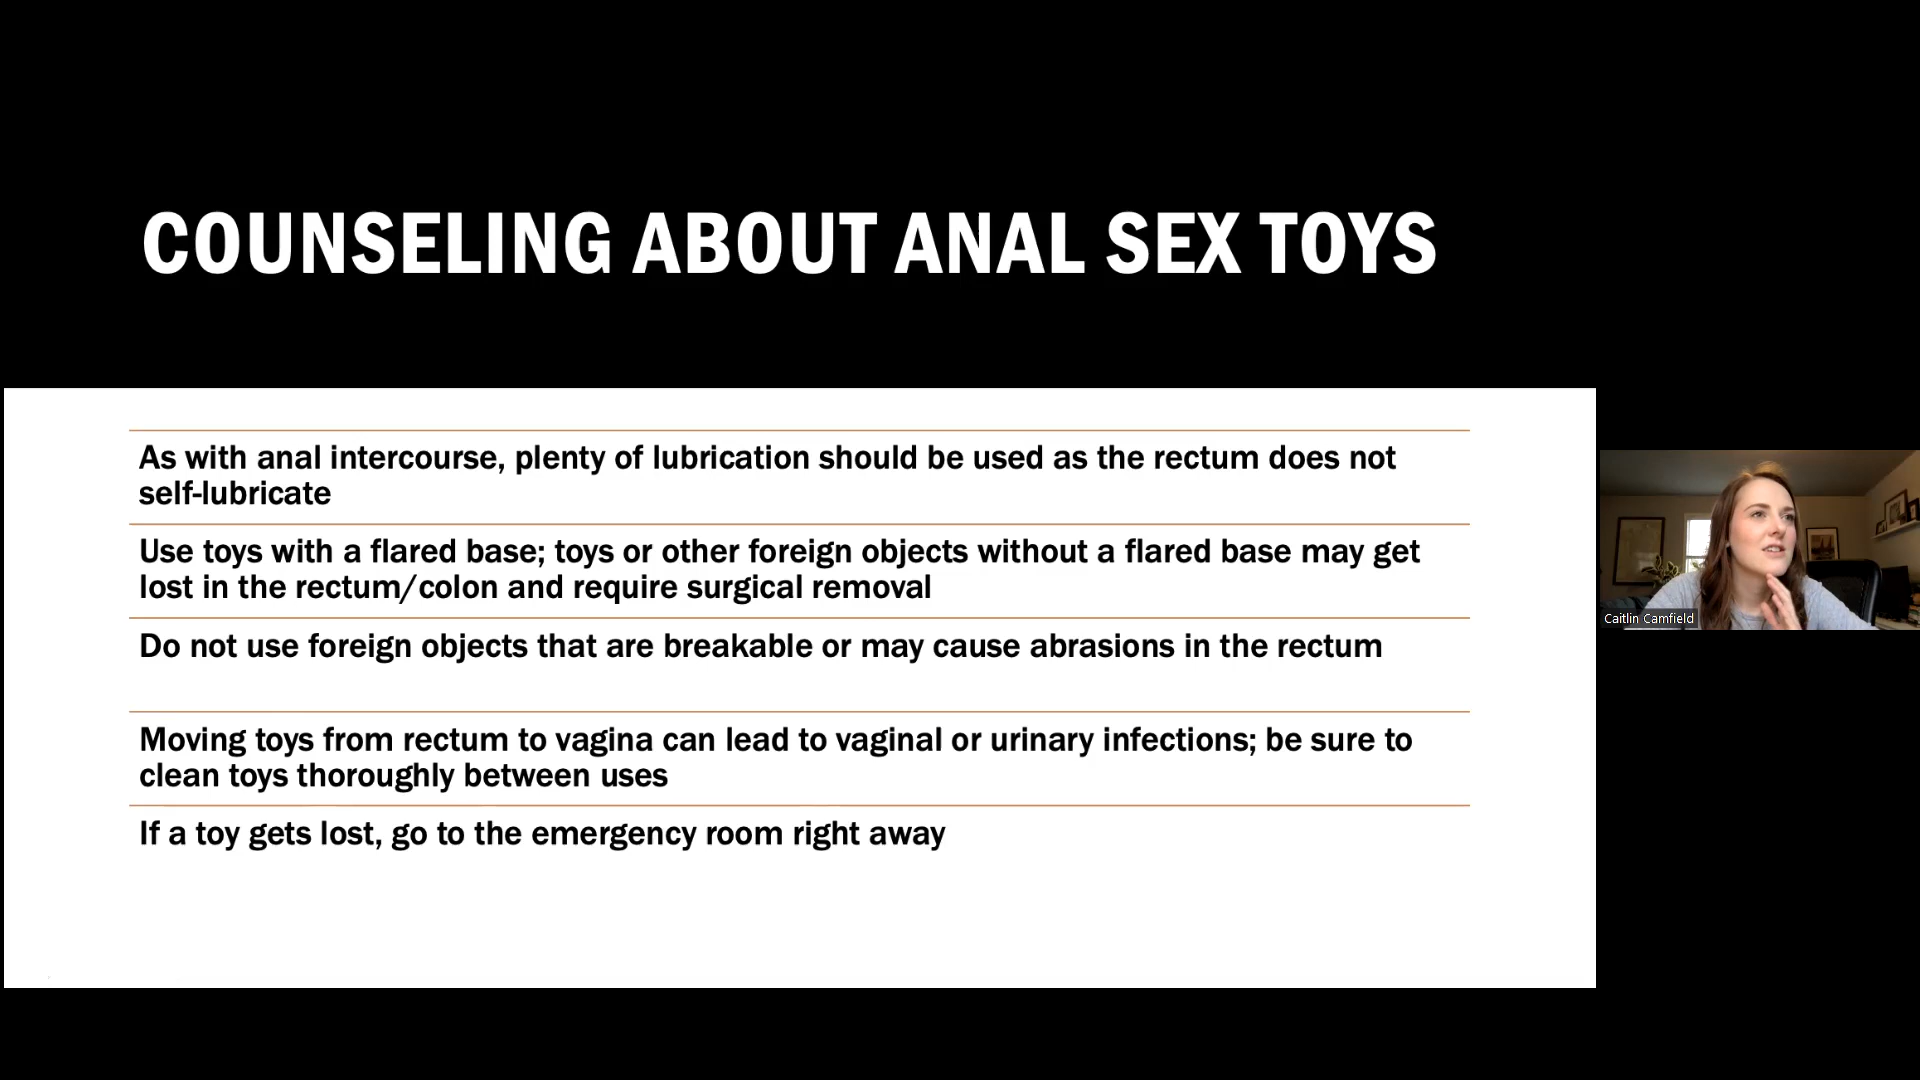 COUNSELING ABOUT ANAL SEX TOYS
As with anal intercourse, plenty of lubrication should be used as the rectum does not
self-lubricate
Use toys with a flared base; toys or other foreign objects without a flared base may get
lost in the rectum/colon and require surgical removal
Do not use foreign objects that are breakable or may cause abrasions in the rectum
Moving toys from rectum to vagina can lead to vaginal or urinary infections; be sure to
clean toys thoroughly between uses
If a toy gets lost, go to the emergency room right away
Caitlin Camfield